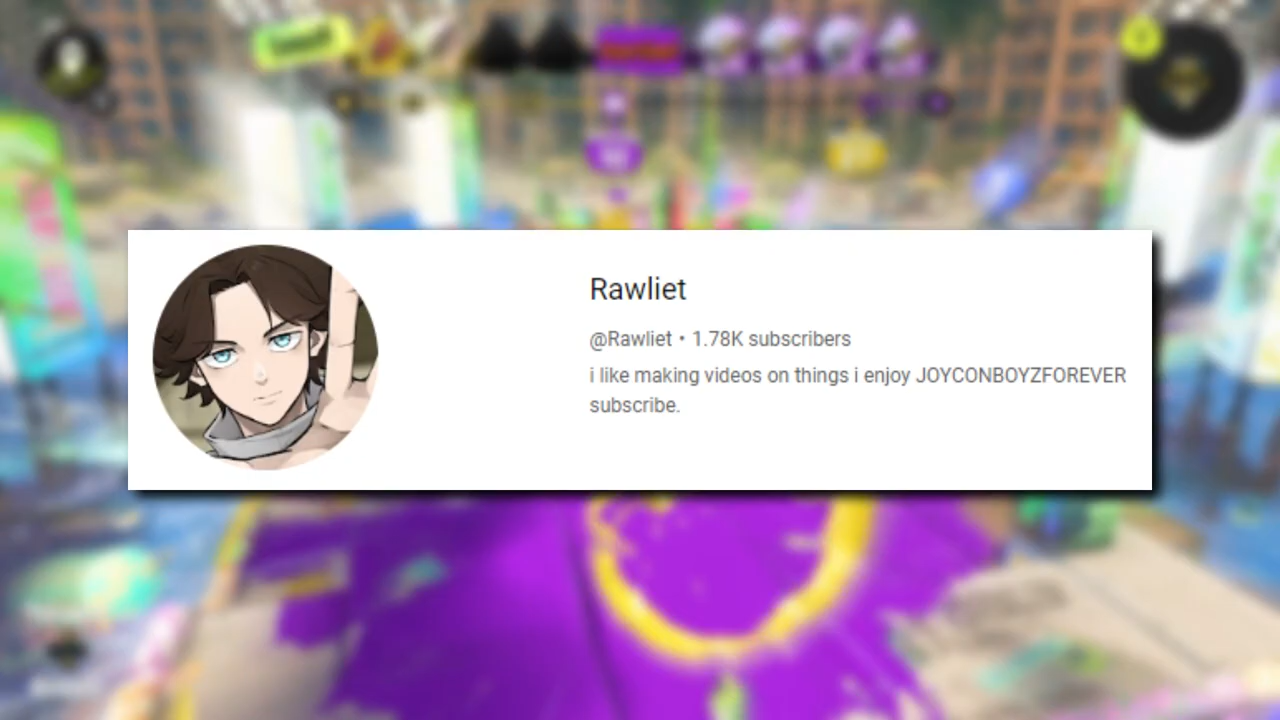 Rawliet
@Rawliet • 1.78K subscribers
i like making videos on things i enjoy JOYCONBOYZFOREVER
subscribe.